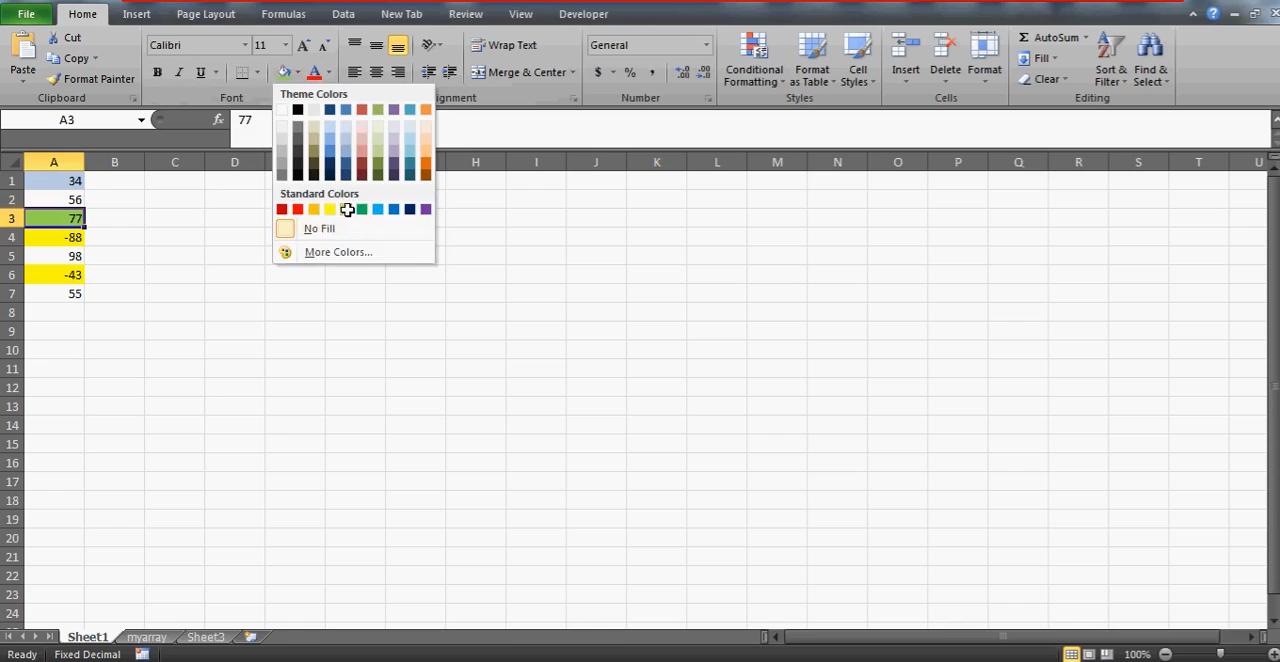 File Home Insert Page Layout Formulas Data New Tab Review View Developer
Cut
Copy
Format Painter
Paste
Clipboard
Calibri 11
B I U
Font
Wrap Text
Merge & Center
ignment
General
$ % ,
Number
Conditional Formatting
Format as Table
Cell Styles
Styles
Insert Delete Format
Cells
AutoSum
Fill
Clear
Sort & Filter
Find & Select
Editing
A3 fx 77
Theme Colors
Standard Colors
No Fill
More Colors...
A B C D H I J K L M N O P Q R S T U
1 34
2 56
3 77
4 -88
5 98
6 -43
7 55
8
9
10
11
12
13
14
15
16
17
18
19
20
21
22
23
24
Sheet1 myarray Sheet3
Ready Fixed Decimal 100%